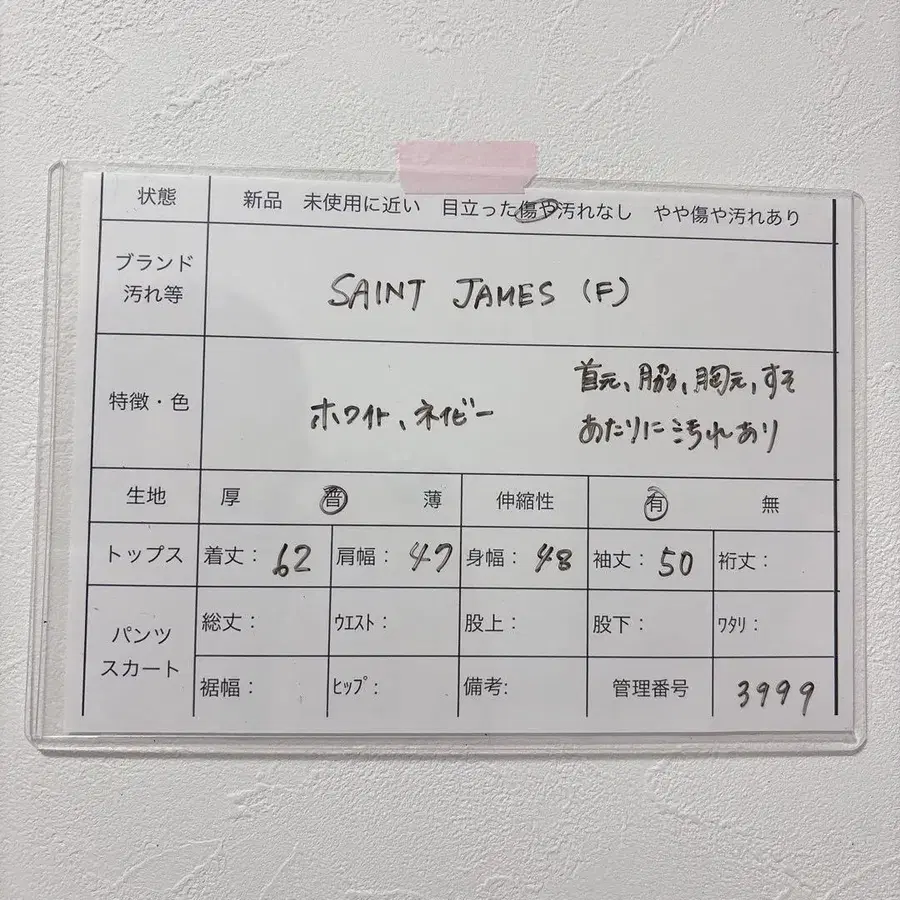 状態 新品 未使用に近い 目立った傷や汚れなし やや傷や汚れあり
ブランド
汚れ等
SAINT JAMES (F)
特徴・色
ホワイト、ネイビー
首元、脇、胸元、すそ
あたりに汚れあり
生地 厚 普 薄 伸縮性 有 無
トップス 着丈: 62 肩幅: 47 身幅: 48 袖丈: 50 裄丈:
パンツ
スカート
総丈: ウエスト: 股上: 股下: ワタリ:
裾幅: ヒップ: 備考: 管理番号 3999